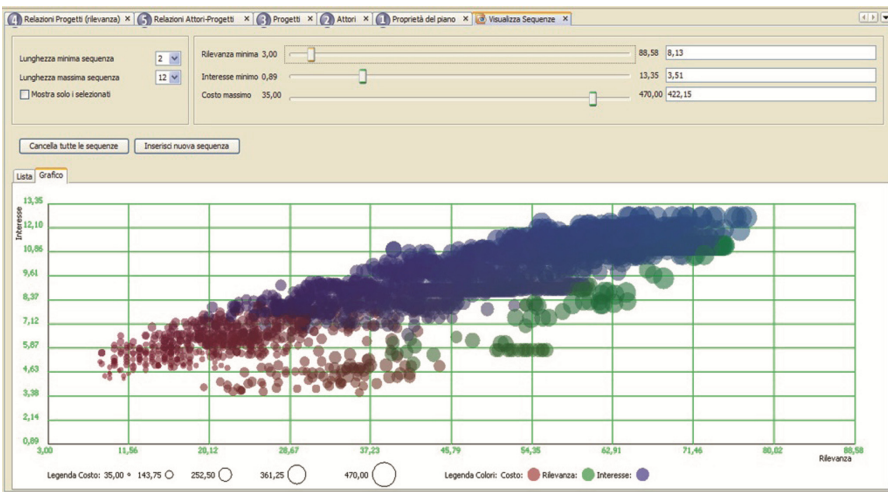 4 Relazioni Progetti (rilevanza) × 5 Relazioni Attori-Progetti × 3 Progetti × 2 Attori × 1 Proprietà del piano × Visualizza Sequenze ×
Lunghezza minima sequenza 2
Lunghezza massima sequenza 12
Mostra solo i selezionati
Rilevanza minima 3,00 88,58 8,13
Interesse minimo 0,89 13,35 3,51
Costo massimo 35,00 470,00 422,15
Cancella tutte le sequenze Inserisci nuova sequenza
Lista Grafico
Interesse
13,35
12,10
10,86
9,61
8,37
7,12
5,87
4,63
3,38
2,14
0,89
3,00 11,56 20,12 28,67 37,23 45,79 54,35 62,91 71,46 80,02 88,58
Rilevanza
Legenda Costo: 35,00 143,75 252,50 361,25 470,00 Legenda Colori: Costo: Rilevanza: Interesse: